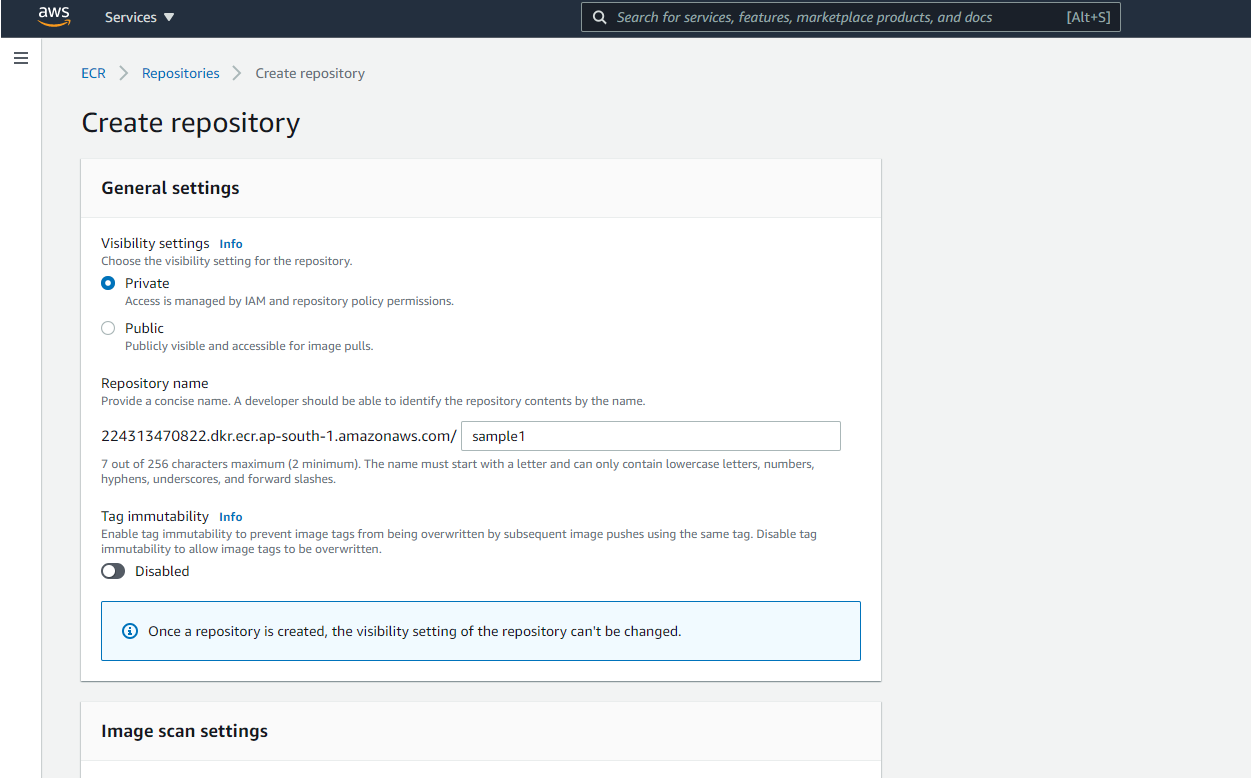 aws
Services
Search for services, features, marketplace products, and docs [Alt+S]
ECR Repositories Create repository
Create repository
General settings
Visibility settings Info
Choose the visibility setting for the repository.
Private
Access is managed by IAM and repository policy permissions.
Public
Publicly visible and accessible for image pulls.
Repository name
Provide a concise name. A developer should be able to identify the repository contents by the name.
224313470822.dkr.ecr.ap-south-1.amazonaws.com/ sample1
7 out of 256 characters maximum (2 minimum). The name must start with a letter and can only contain lowercase letters, numbers,
hyphens, underscores, and forward slashes.
Tag immutability Info
Enable tag immutability to prevent image tags from being overwritten by subsequent image pushes using the same tag. Disable tag
immutability to allow image tags to be overwritten.
Disabled
Once a repository is created, the visibility setting of the repository can't be changed.
Image scan settings